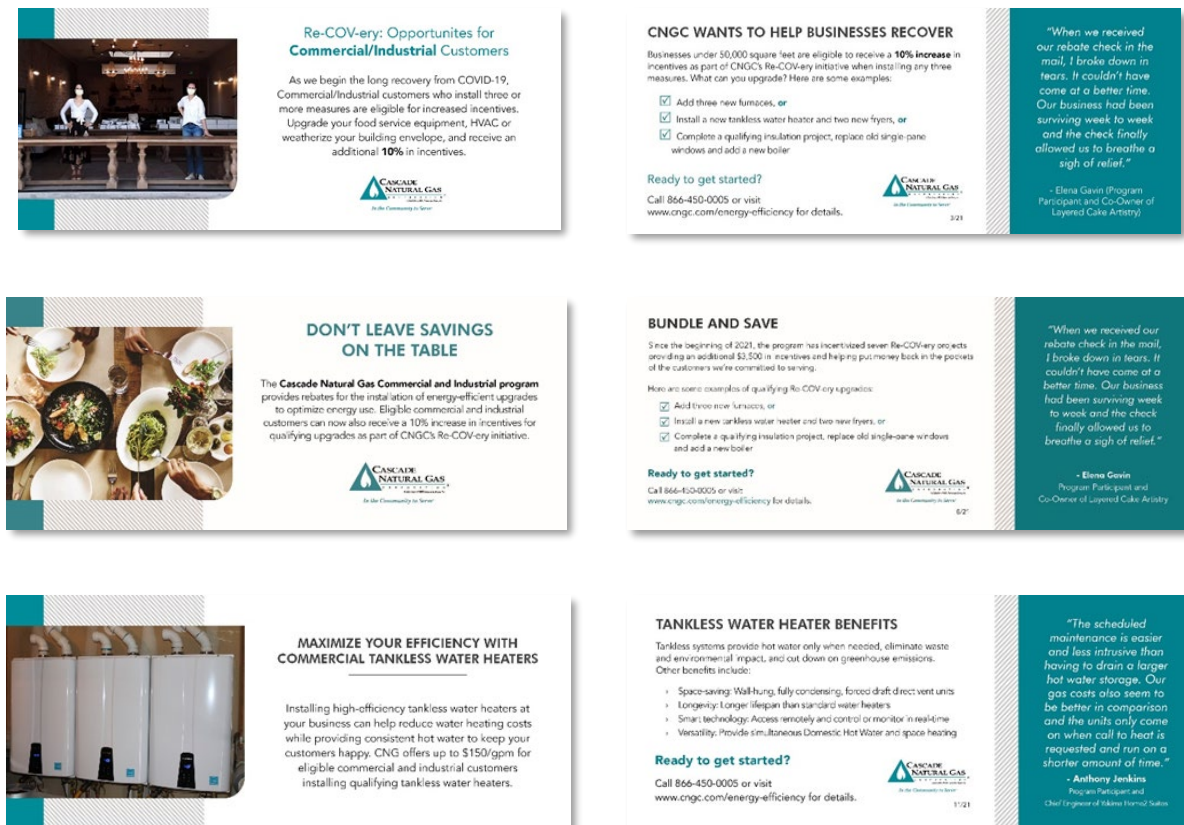 Re-COV-ery: Opportunites for
Commercial/Industrial Customers
As we begin the long recovery from COVID-19,
Commercial/Industrial customers who install three or
more measures are eligible for increased incentives.
Upgrade your food service equipment, HVAC or
weatherize your building envelope, and receive an
additional 10% in incentives.
CASCADE
NATURAL GAS
In the Community to Serve
CNGC WANTS TO HELP BUSINESSES RECOVER
Businesses under 50,000 square feet are eligible to receive a 10% increase in
incentives as part of CNGC's Re-COV-ery initiative when installing any three
measures. What can you upgrade? Here are some examples:
Add three new furnaces, or
Install a new tankless water heater and two new fryers, or
Complete a qualifying insulation project, replace old single-pane
windows and add a new boiler
Ready to get started?
Call 866-450-0005 or visit
www.cngc.com/energy-efficiency for details.
CASCADE
NATURAL GAS
In the Community to Serve
3/21
"When we received
our rebate check in the
mail, I broke down in
tears. It couldn't have
come at a better time.
Our business had been
surviving week to week
and the check finally
allowed us to breathe a
sigh of relief."
- Elena Gavin (Program
Participant and Co-Owner of
Layered Cake Artistry)
DON'T LEAVE SAVINGS
ON THE TABLE
The Cascade Natural Gas Commercial and Industrial program
provides rebates for the installation of energy-efficient upgrades
to optimize energy use. Eligible commercial and industrial
customers can now also receive a 10% increase in incentives for
qualifying upgrades as part of CNGC's Re-COV-ery initiative.
CASCADE
NATURAL GAS
CORPORATION
In the Community to Serve
BUNDLE AND SAVE
Since the beginning of 2021, the program has incentivized seven Re-COV-ery projects
providing an additional $3,500 in incentives and helping put money back in the pockets
of the customers we're committed to serving.
Here are some examples of qualifying Re-COV-ery upgrades:
Add three new furnaces, or
Install a new tankless water heater and two new fryers, or
Complete a qualifying insulation project, replace old single-pane windows
and add a new boiler
Ready to get started?
Call 866-450-0005 or visit
www.cngc.com/energy-efficiency for details.
CASCADE
NATURAL GAS
In the Community to Serve
6/21
"When we received our
rebate check in the mail,
I broke down in tears. It
couldn't have come at a
better time. Our business
had been surviving week
to week and the check
finally allowed us to
breathe a sigh of relief."
- Elena Gavin
Program Participant and
Co-Owner of Layered Cake Artistry
MAXIMIZE YOUR EFFICIENCY WITH
COMMERCIAL TANKLESS WATER HEATERS
Installing high-efficiency tankless water heaters at
your business can help reduce water heating costs
while providing consistent hot water to keep your
customers happy. CNG offers up to $150/gpm for
eligible commercial and industrial customers
installing qualifying tankless water heaters.
TANKLESS WATER HEATER BENEFITS
Tankless systems provide hot water only when needed, eliminate waste
and environmental impact, and cut down on greenhouse emissions.
Other benefits include:
› Space-saving: Wall-hung, fully condensing, forced draft direct vent units
› Longevity: Longer lifespan than standard water heaters
› Smart technology: Access remotely and control or monitor in real-time
› Versatility: Provide simultaneous Domestic Hot Water and space heating
Ready to get started?
Call 866-450-0005 or visit
www.cngc.com/energy-efficiency for details.
CASCADE
NATURAL GAS
In the Community to Serve
11/21
"The scheduled
maintenance is easier
and less intrusive than
having to drain a larger
hot water storage. Our
gas costs also seem to
be better in comparison
and the units only come
on when call to heat is
requested and run on a
shorter amount of time."
- Anthony Jenkins
Program Participant and
Chief Engineer of Yakima Home2 Suites